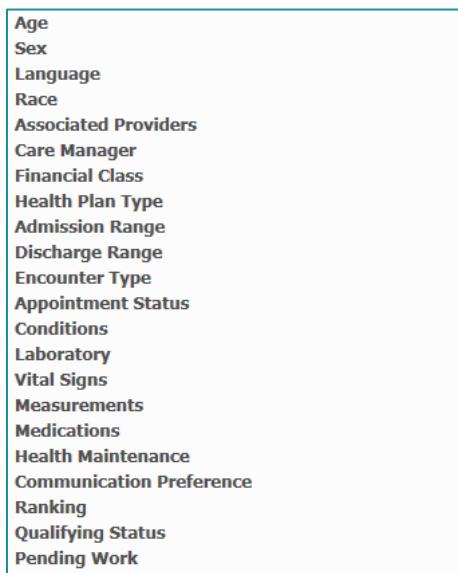 Age
Sex
Language
Race
Associated Providers
Care Manager
Financial Class
Health Plan Type
Admission Range
Discharge Range
Encounter Type
Appointment Status
Conditions
Laboratory
Vital Signs
Measurements
Medications
Health Maintenance
Communication Preference
Ranking
Qualifying Status
Pending Work